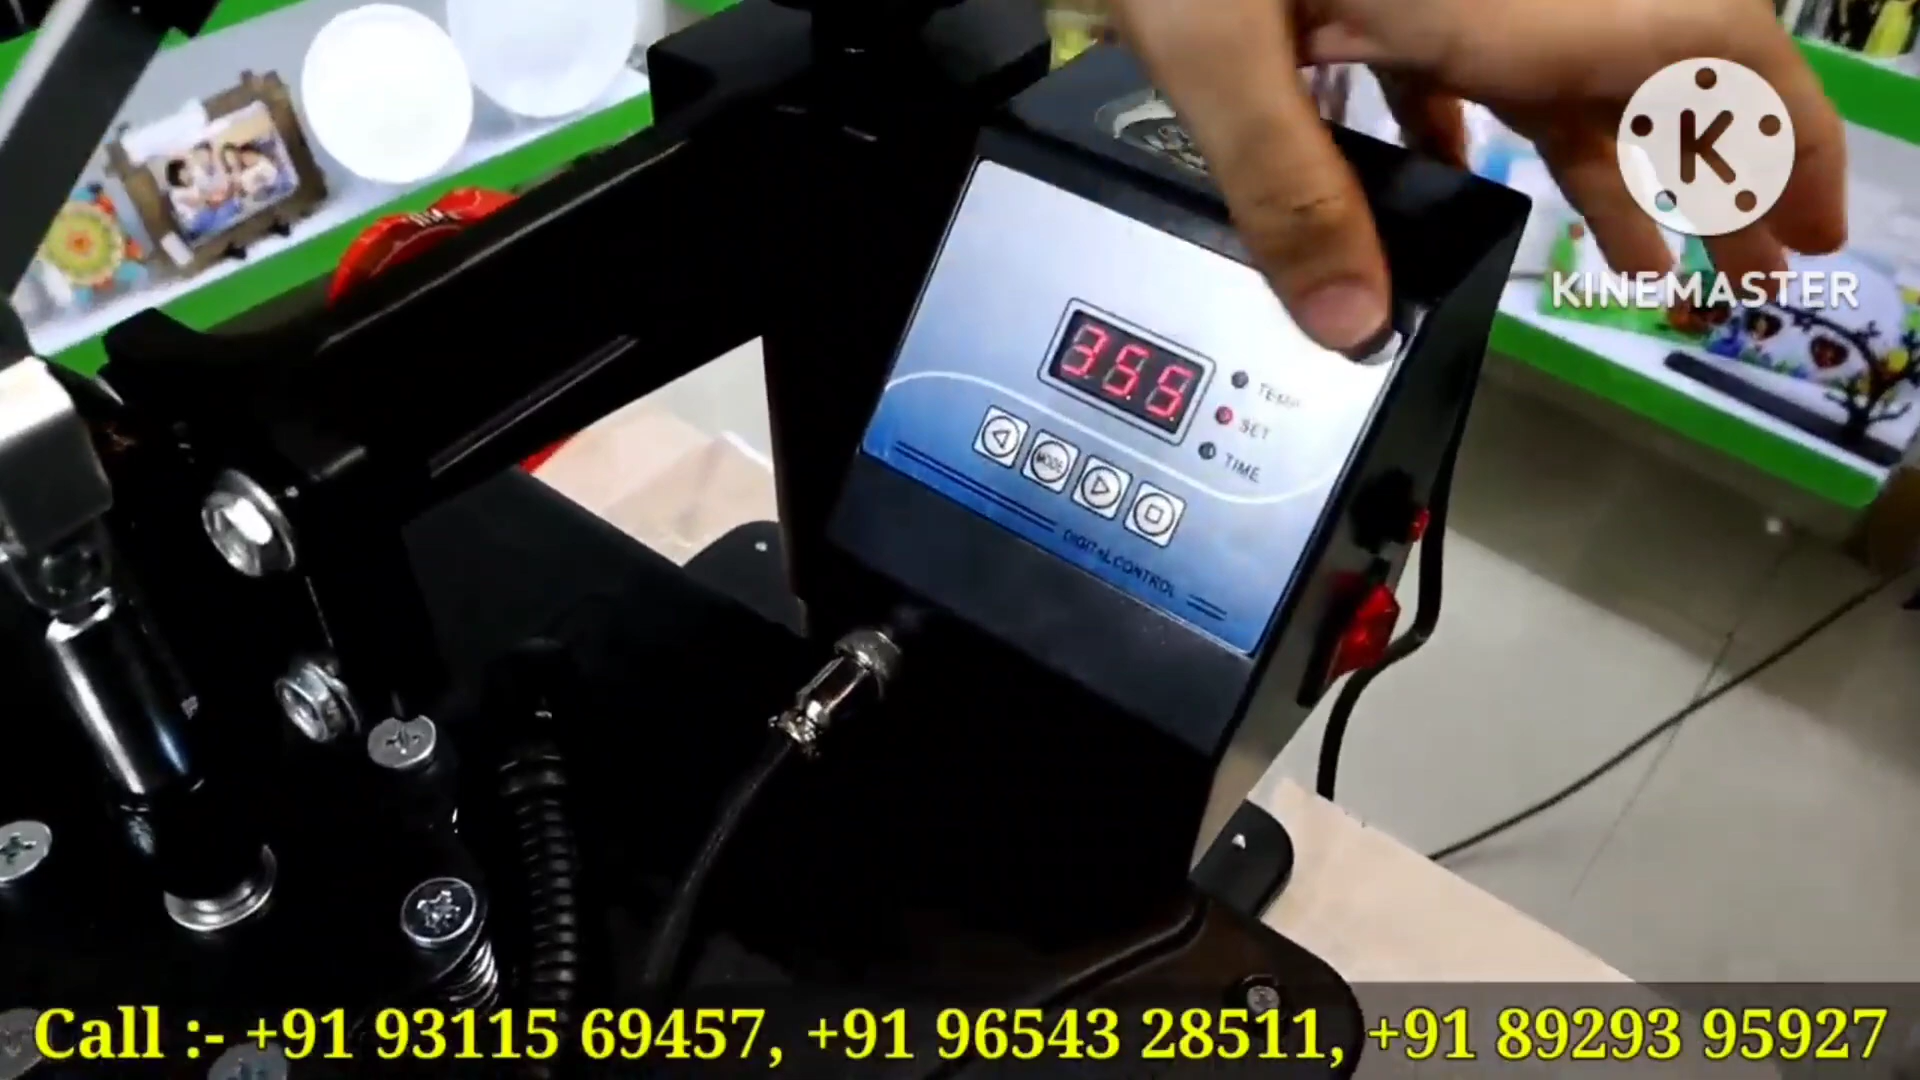 K
KINEMASTER
355
TEMP
SET
TIME
MODE
DIGITAL CONTROL
Call :- +91 93115 69457, +91 96543 28511, +91 89293 95927